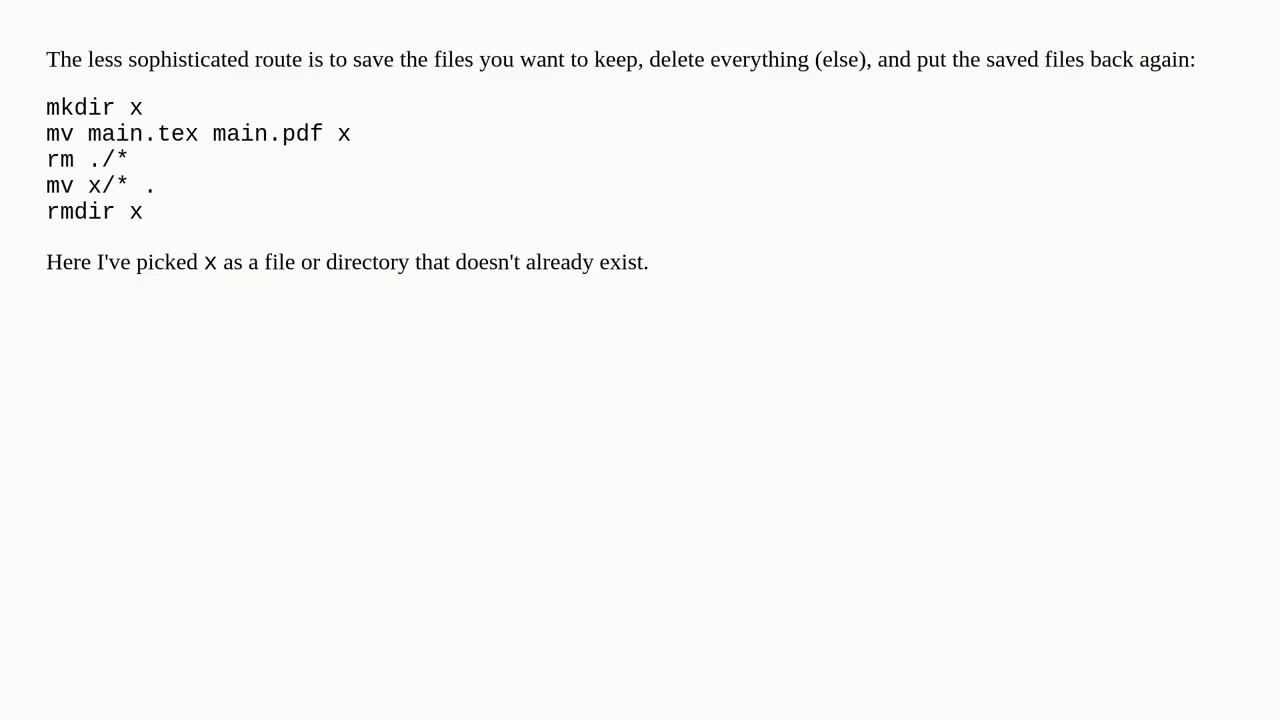 The less sophisticated route is to save the files you want to keep, delete everything (else), and put the saved files back again:
mkdir x
mv main.tex main.pdf x
rm ./*
mv x/* .
rmdir x
Here I've picked x as a file or directory that doesn't already exist.